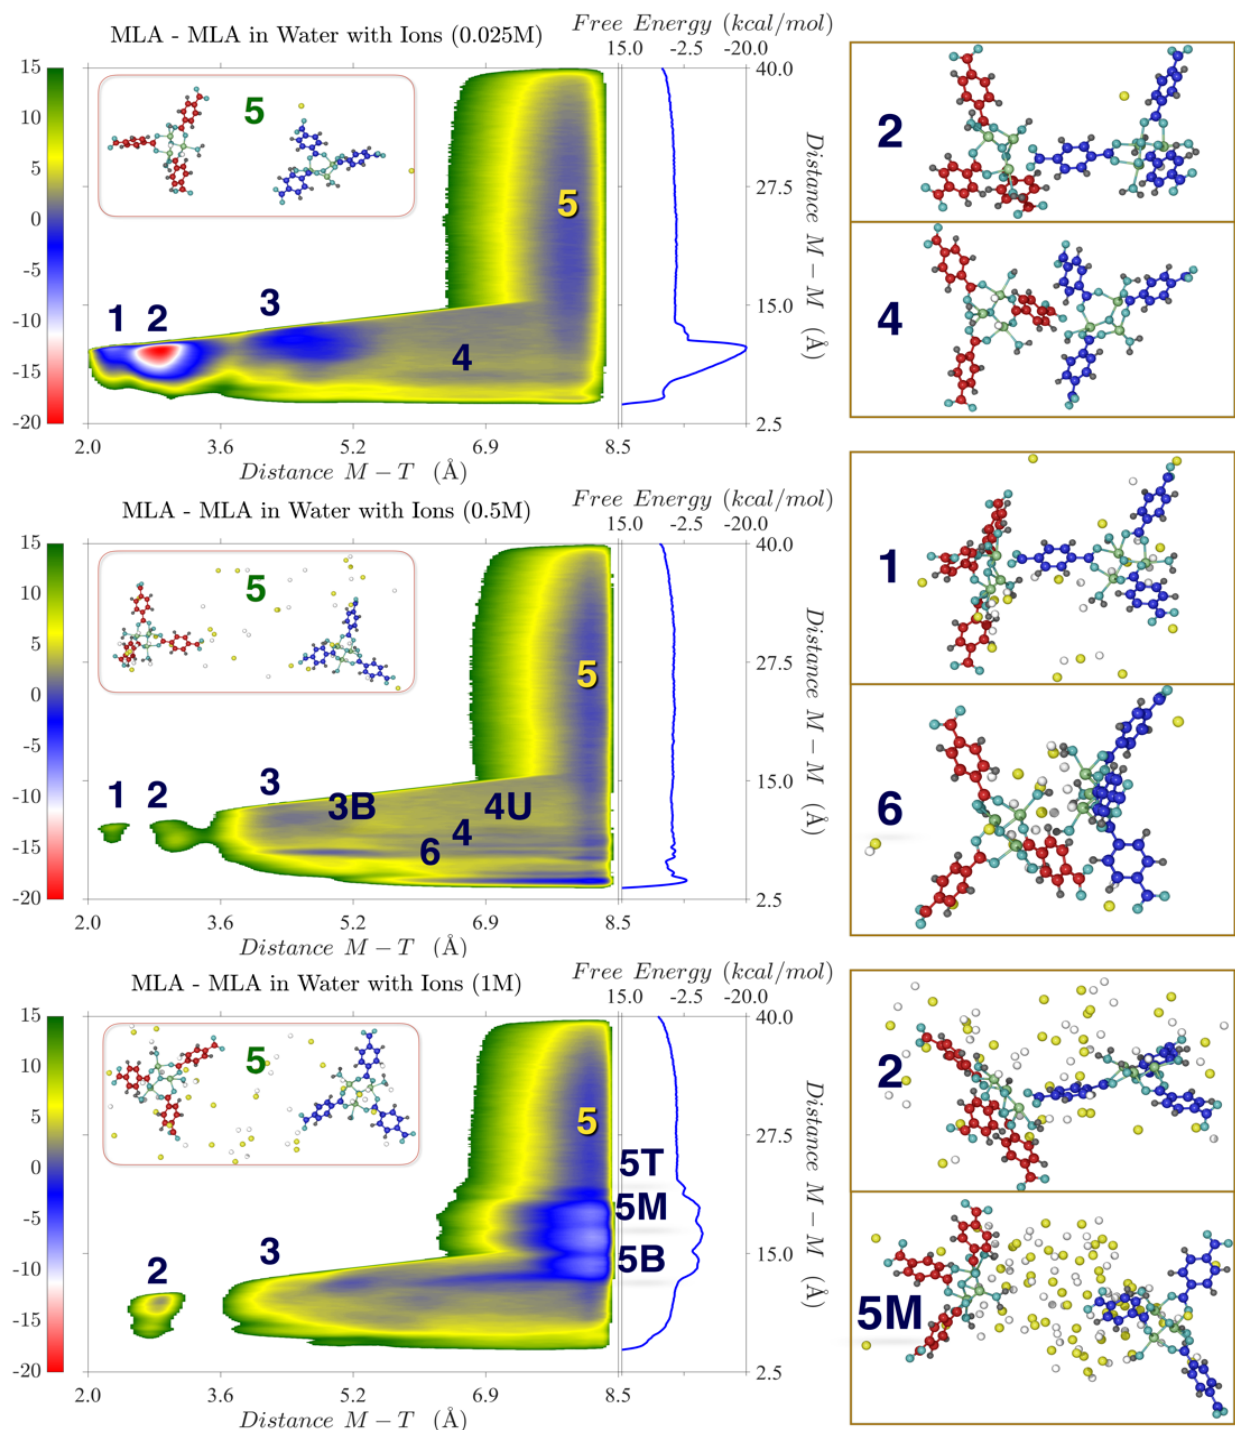 MLA - MLA in Water with Ions (0.025M)
Free Energy (kcal/mol)
15.0 -2.5 -20.0
15
10
5
0
-5
-10
-15
-20
5
1 2 3 4 5
2.0 3.6 5.2 6.9 8.5
Distance M − T (Å)
40.0
27.5
15.0
2.5
Distance M − M (Å)
2
4
MLA - MLA in Water with Ions (0.5M)
Free Energy (kcal/mol)
15.0 -2.5 -20.0
15
10
5
0
-5
-10
-15
-20
5
5
1 2 3 3B 4U
4
6
2.0 3.6 5.2 6.9 8.5
Distance M − T (Å)
40.0
27.5
15.0
2.5
Distance M − M (Å)
1
6
MLA - MLA in Water with Ions (1M)
Free Energy (kcal/mol)
15.0 -2.5 -20.0
15
10
5
0
-5
-10
-15
-20
5
5
5T
5M
5B
2 3
2.0 3.6 5.2 6.9 8.5
Distance M − T (Å)
40.0
27.5
15.0
2.5
Distance M − M (Å)
2
5M